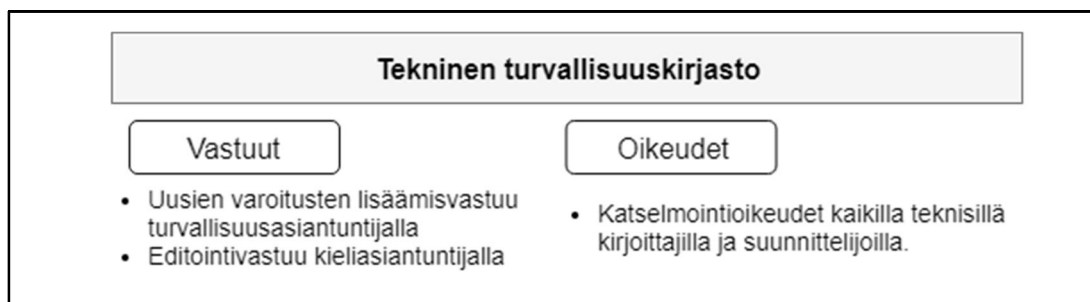 Tekninen turvallisuuskirjasto
Vastuut
• Uusien varoitusten lisäämisvastuu
turvallisuusasiantuntijalla
• Editointivastuu kieliasiantuntijalla
Oikeudet
• Katselmointioikeudet kaikilla teknisillä
kirjoittajilla ja suunnittelijoilla.